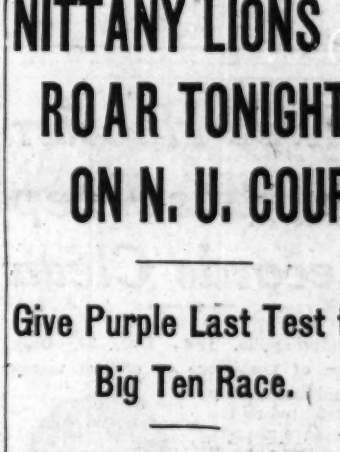 NITTANY LIONS
ROAR TONIGHT
ON N. U. COUR
Give Purple Last Test
Big Ten Race.